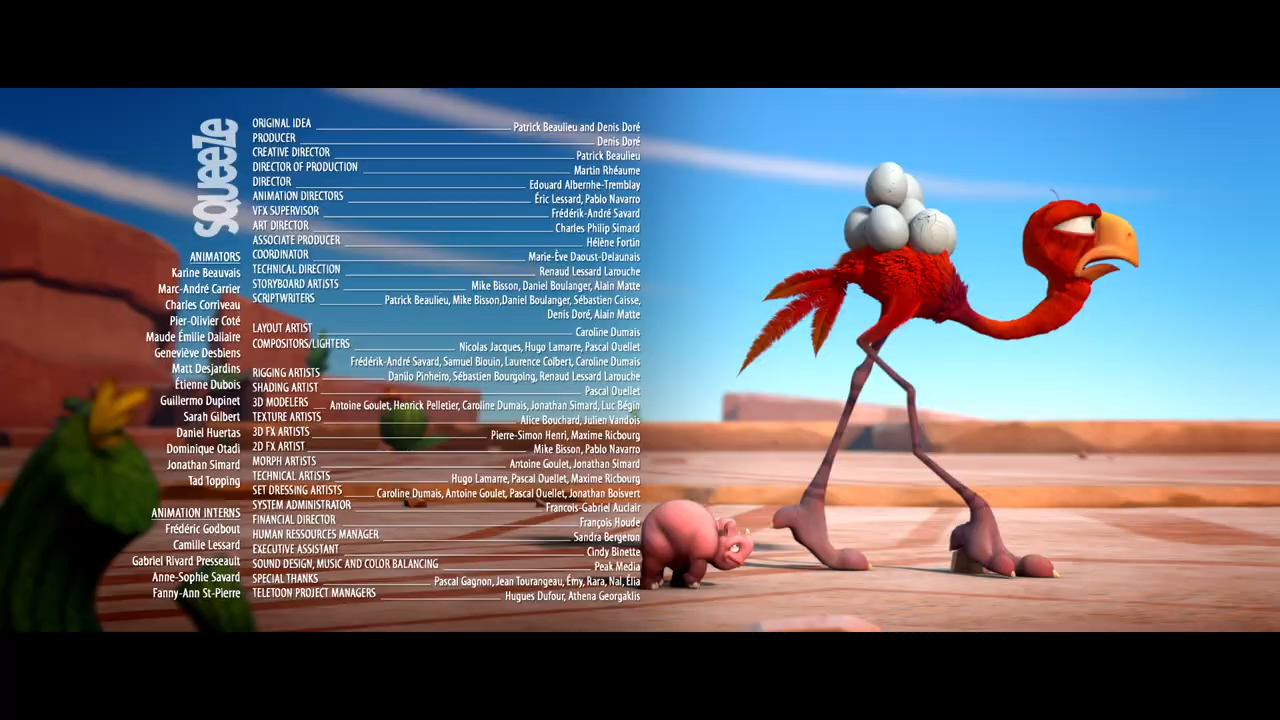 squeeze
ANIMATORS
Karine Beauvais
Marc-André Carrier
Charles Corriveau
Pier-Olivier Coté
Maude Émilie Dallaire
Geneviève Desbiens
Matt Desjardins
Étienne Dubois
Guillermo Dupinet
Sarah Gilbert
Daniel Huertas
Dominique Otadi
Jonathan Simard
Tad Topping
ANIMATION INTERNS
Frédéric Godbout
Camille Lessard
Gabriel Rivard Presseault
Anne-Sophie Savard
Fanny-Ann St-Pierre
ORIGINAL IDEA Patrick Beaulieu and Denis Doré
PRODUCER Denis Doré
CREATIVE DIRECTOR Patrick Beaulieu
DIRECTOR OF PRODUCTION Martin Rhéaume
DIRECTOR Edouard Albernhe-Tremblay
ANIMATION DIRECTORS Éric Lessard, Pablo Navarro
VFX SUPERVISOR Frédérik-André Savard
ART DIRECTOR Charles Philip Simard
ASSOCIATE PRODUCER Hélène Fortin
COORDINATOR Marie-Ève Daoust-Delaunais
TECHNICAL DIRECTION Renaud Lessard Larouche
STORYBOARD ARTISTS Mike Bisson, Daniel Boulanger, Alain Matte
SCRIPTWRITERS Patrick Beaulieu, Mike Bisson,Daniel Boulanger, Sébastien Caisse,
Denis Doré, Alain Matte
LAYOUT ARTIST Caroline Dumais
COMPOSITORS/LIGHTERS Nicolas Jacques, Hugo Lamarre, Pascal Ouellet
Frédérik-André Savard, Samuel Blouin, Laurence Colbert, Caroline Dumais
RIGGING ARTISTS Danilo Pinheiro, Sébastien Bourgoing, Renaud Lessard Larouche
SHADING ARTIST Pascal Ouellet
3D MODELERS Antoine Goulet, Henrick Pelletier, Caroline Dumais, Jonathan Simard, Luc Bégin
TEXTURE ARTISTS Alice Bouchard, Julien Vandois
3D FX ARTISTS Pierre-Simon Henri, Maxime Ricbourg
2D FX ARTIST Mike Bisson, Pablo Navarro
MORPH ARTISTS Antoine Goulet, Jonathan Simard
TECHNICAL ARTISTS Hugo Lamarre, Pascal Ouellet, Maxime Ricbourg
SET DRESSING ARTISTS Caroline Dumais, Antoine Goulet, Pascal Ouellet, Jonathan Boisvert
SYSTEM ADMINISTRATOR Francois-Gabriel Auclair
FINANCIAL DIRECTOR François Houde
HUMAN RESSOURCES MANAGER Sandra Bergeron
EXECUTIVE ASSISTANT Cindy Binette
SOUND DESIGN, MUSIC AND COLOR BALANCING Peak Media
SPECIAL THANKS Pascal Gagnon, Jean Tourangeau, Émy, Rara, Nal, Élia
TELETOON PROJECT MANAGERS Hugues Dufour, Athena Georgaklis